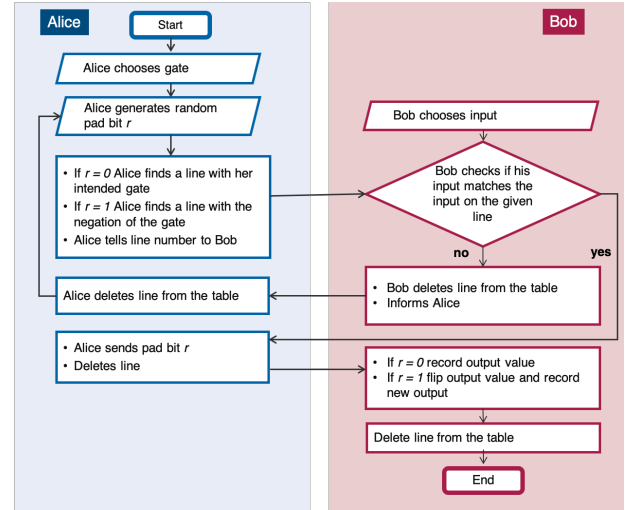 Alice
Start
Bob
Alice chooses gate
Alice generates random
pad bit r
Bob chooses input
• If r = 0 Alice finds a line with her
intended gate
• If r = 1 Alice finds a line with the
negation of the gate
• Alice tells line number to Bob
Bob checks if his
input matches the
input on the given
line
no
yes
Alice deletes line from the table
• Bob deletes line from the table
• Informs Alice
• Alice sends pad bit r
• Deletes line
• If r = 0 record output value
• If r = 1 flip output value and record
new output
Delete line from the table
End